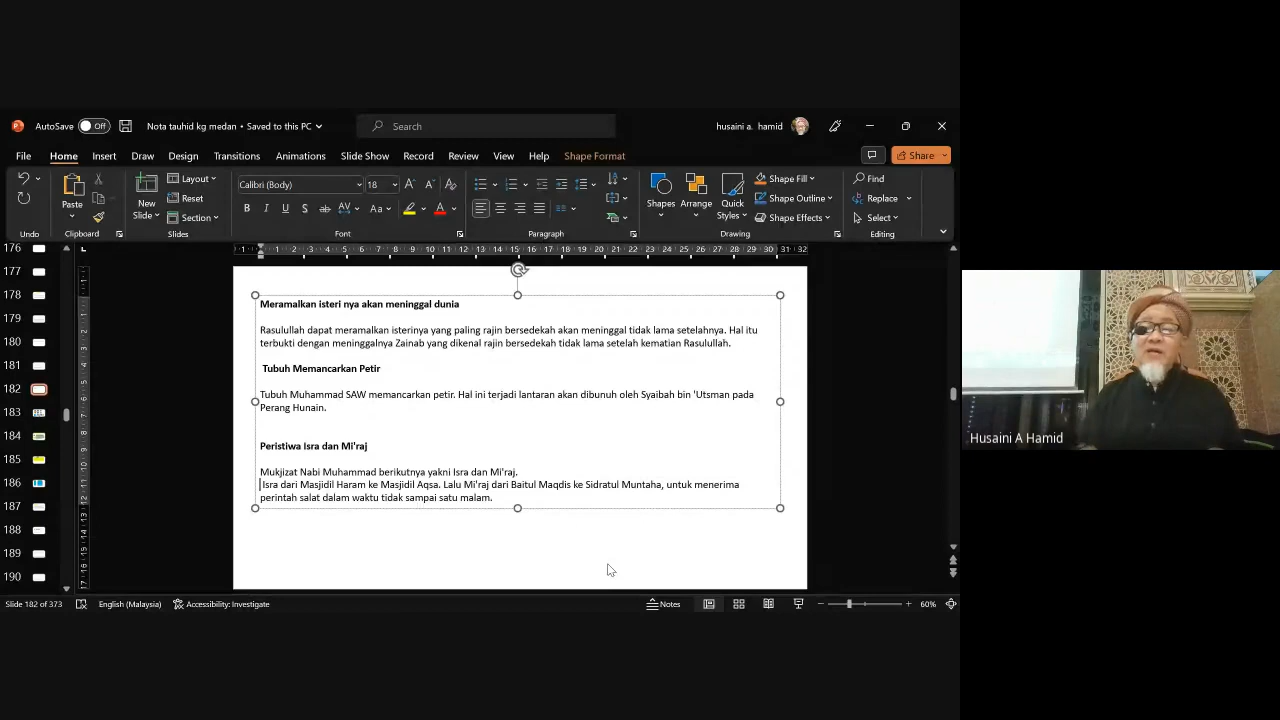 AutoSave Off Nota tauhid kg medan • Saved to this PC Search husaini a. hamid
File Home Insert Draw Design Transitions Animations Slide Show Record Review View Help Shape Format Share
Paste New Slide Layout Reset Section Calibri (Body) 18 Shapes Arrange Quick Styles Shape Fill Shape Outline Shape Effects Find Replace Select
Undo Clipboard Slides Font Paragraph Drawing Editing
176
177
178
179
180
181
182
183
184
185
186
187
188
189
190
Meramalkan isteri nya akan meninggal dunia
Rasulullah dapat meramalkan isterinya yang paling rajin bersedekah akan meninggal tidak lama setelahnya. Hal itu
terbukti dengan meninggalnya Zainab yang dikenal rajin bersedekah tidak lama setelah kematian Rasulullah.
Tubuh Memancarkan Petir
Tubuh Muhammad SAW memancarkan petir. Hal ini terjadi lantaran akan dibunuh oleh Syaibah bin 'Utsman pada
Perang Hunain.
Peristiwa Isra dan Mi'raj
Mukjizat Nabi Muhammad berikutnya yakni Isra dan Mi'raj.
Isra dari Masjidil Haram ke Masjidil Aqsa. Lalu Mi'raj dari Baitul Maqdis ke Sidratul Muntaha, untuk menerima
perintah salat dalam waktu tidak sampai satu malam.
Slide 182 of 373 English (Malaysia) Accessibility: Investigate Notes 60%
Husaini A Hamid